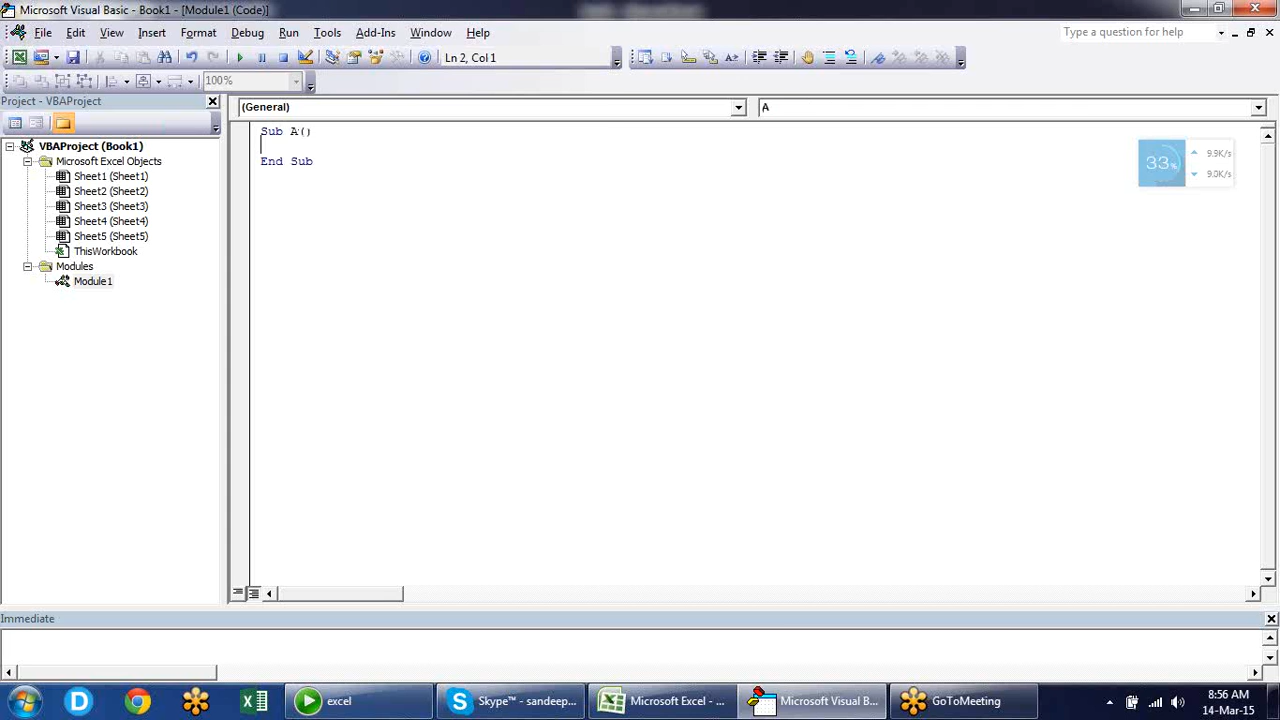 Microsoft Visual Basic - Book1 - [Module1 (Code)]
File Edit View Insert Format Debug Run Tools Add-Ins Window Help
Type a question for help
Ln 2, Col 1
100%
Project - VBAProject
(General)
A
VBAProject (Book1)
Microsoft Excel Objects
Sheet1 (Sheet1)
Sheet2 (Sheet2)
Sheet3 (Sheet3)
Sheet4 (Sheet4)
Sheet5 (Sheet5)
ThisWorkbook
Modules
Module1
Sub A()
End Sub
33%
9.9K/s
9.0K/s
Immediate
excel
Skype™ - sandeep...
Microsoft Excel - ...
Microsoft Visual B...
GoToMeeting
8:56 AM
14-Mar-15